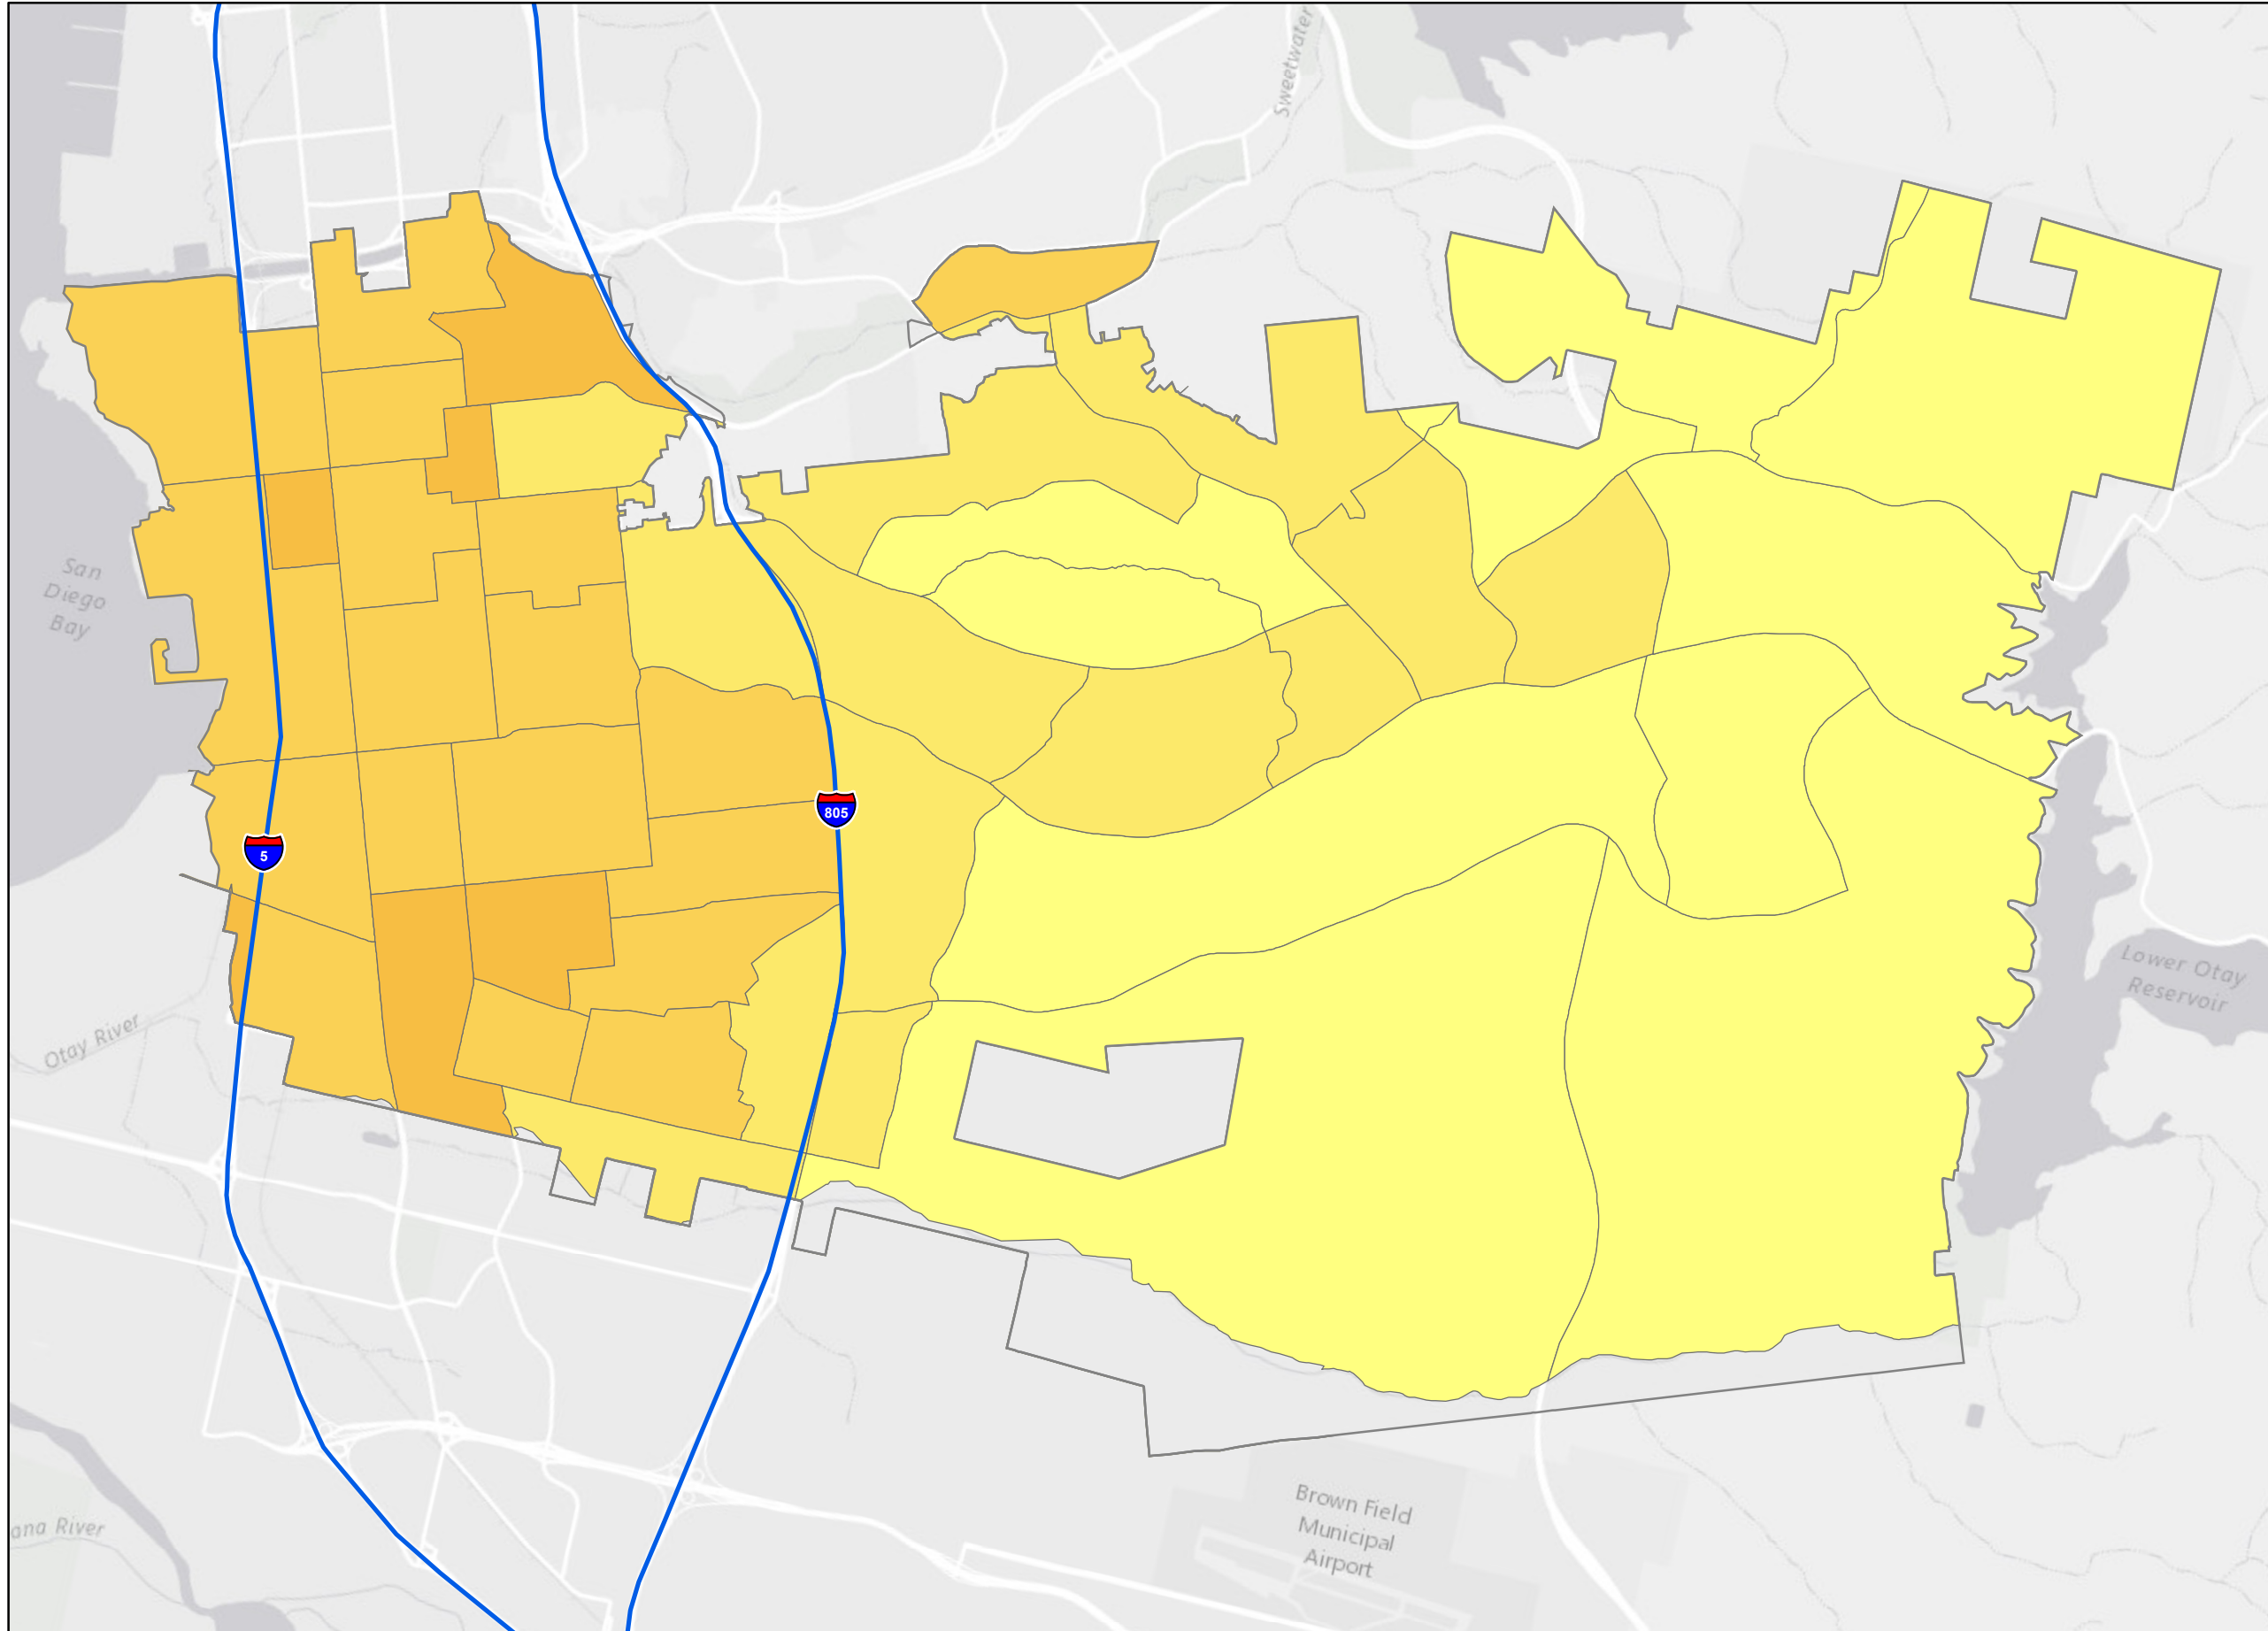 Sweetwater
San
Diego
Bay
805
5
Lower Otay
Reservoir
Otay River
Brown Field
Municipal
Airport
ana River